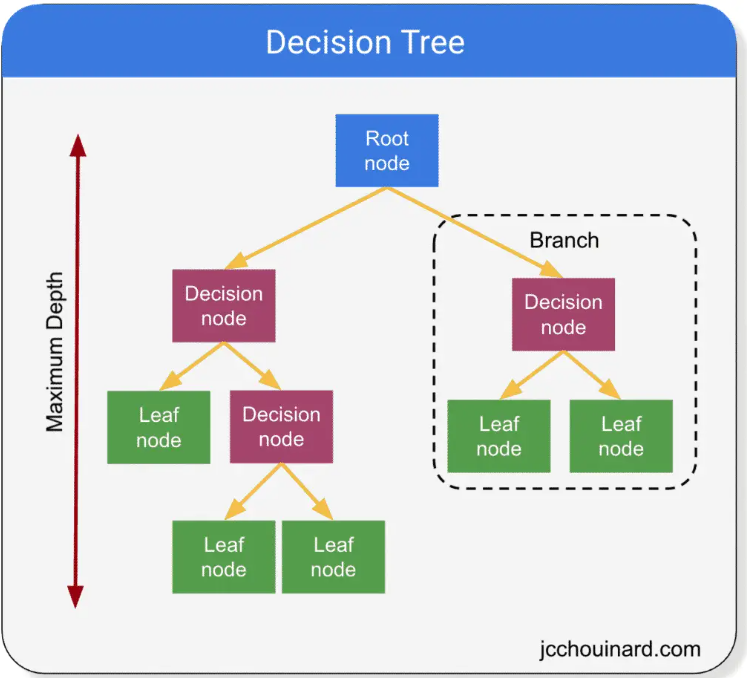 Decision Tree
Root
node
Branch
Decision
node
Decision
node
Maximum Depth
Leaf
node
Decision
node
Leaf
node
Leaf
node
Leaf
node
Leaf
node
jcchouinard.com